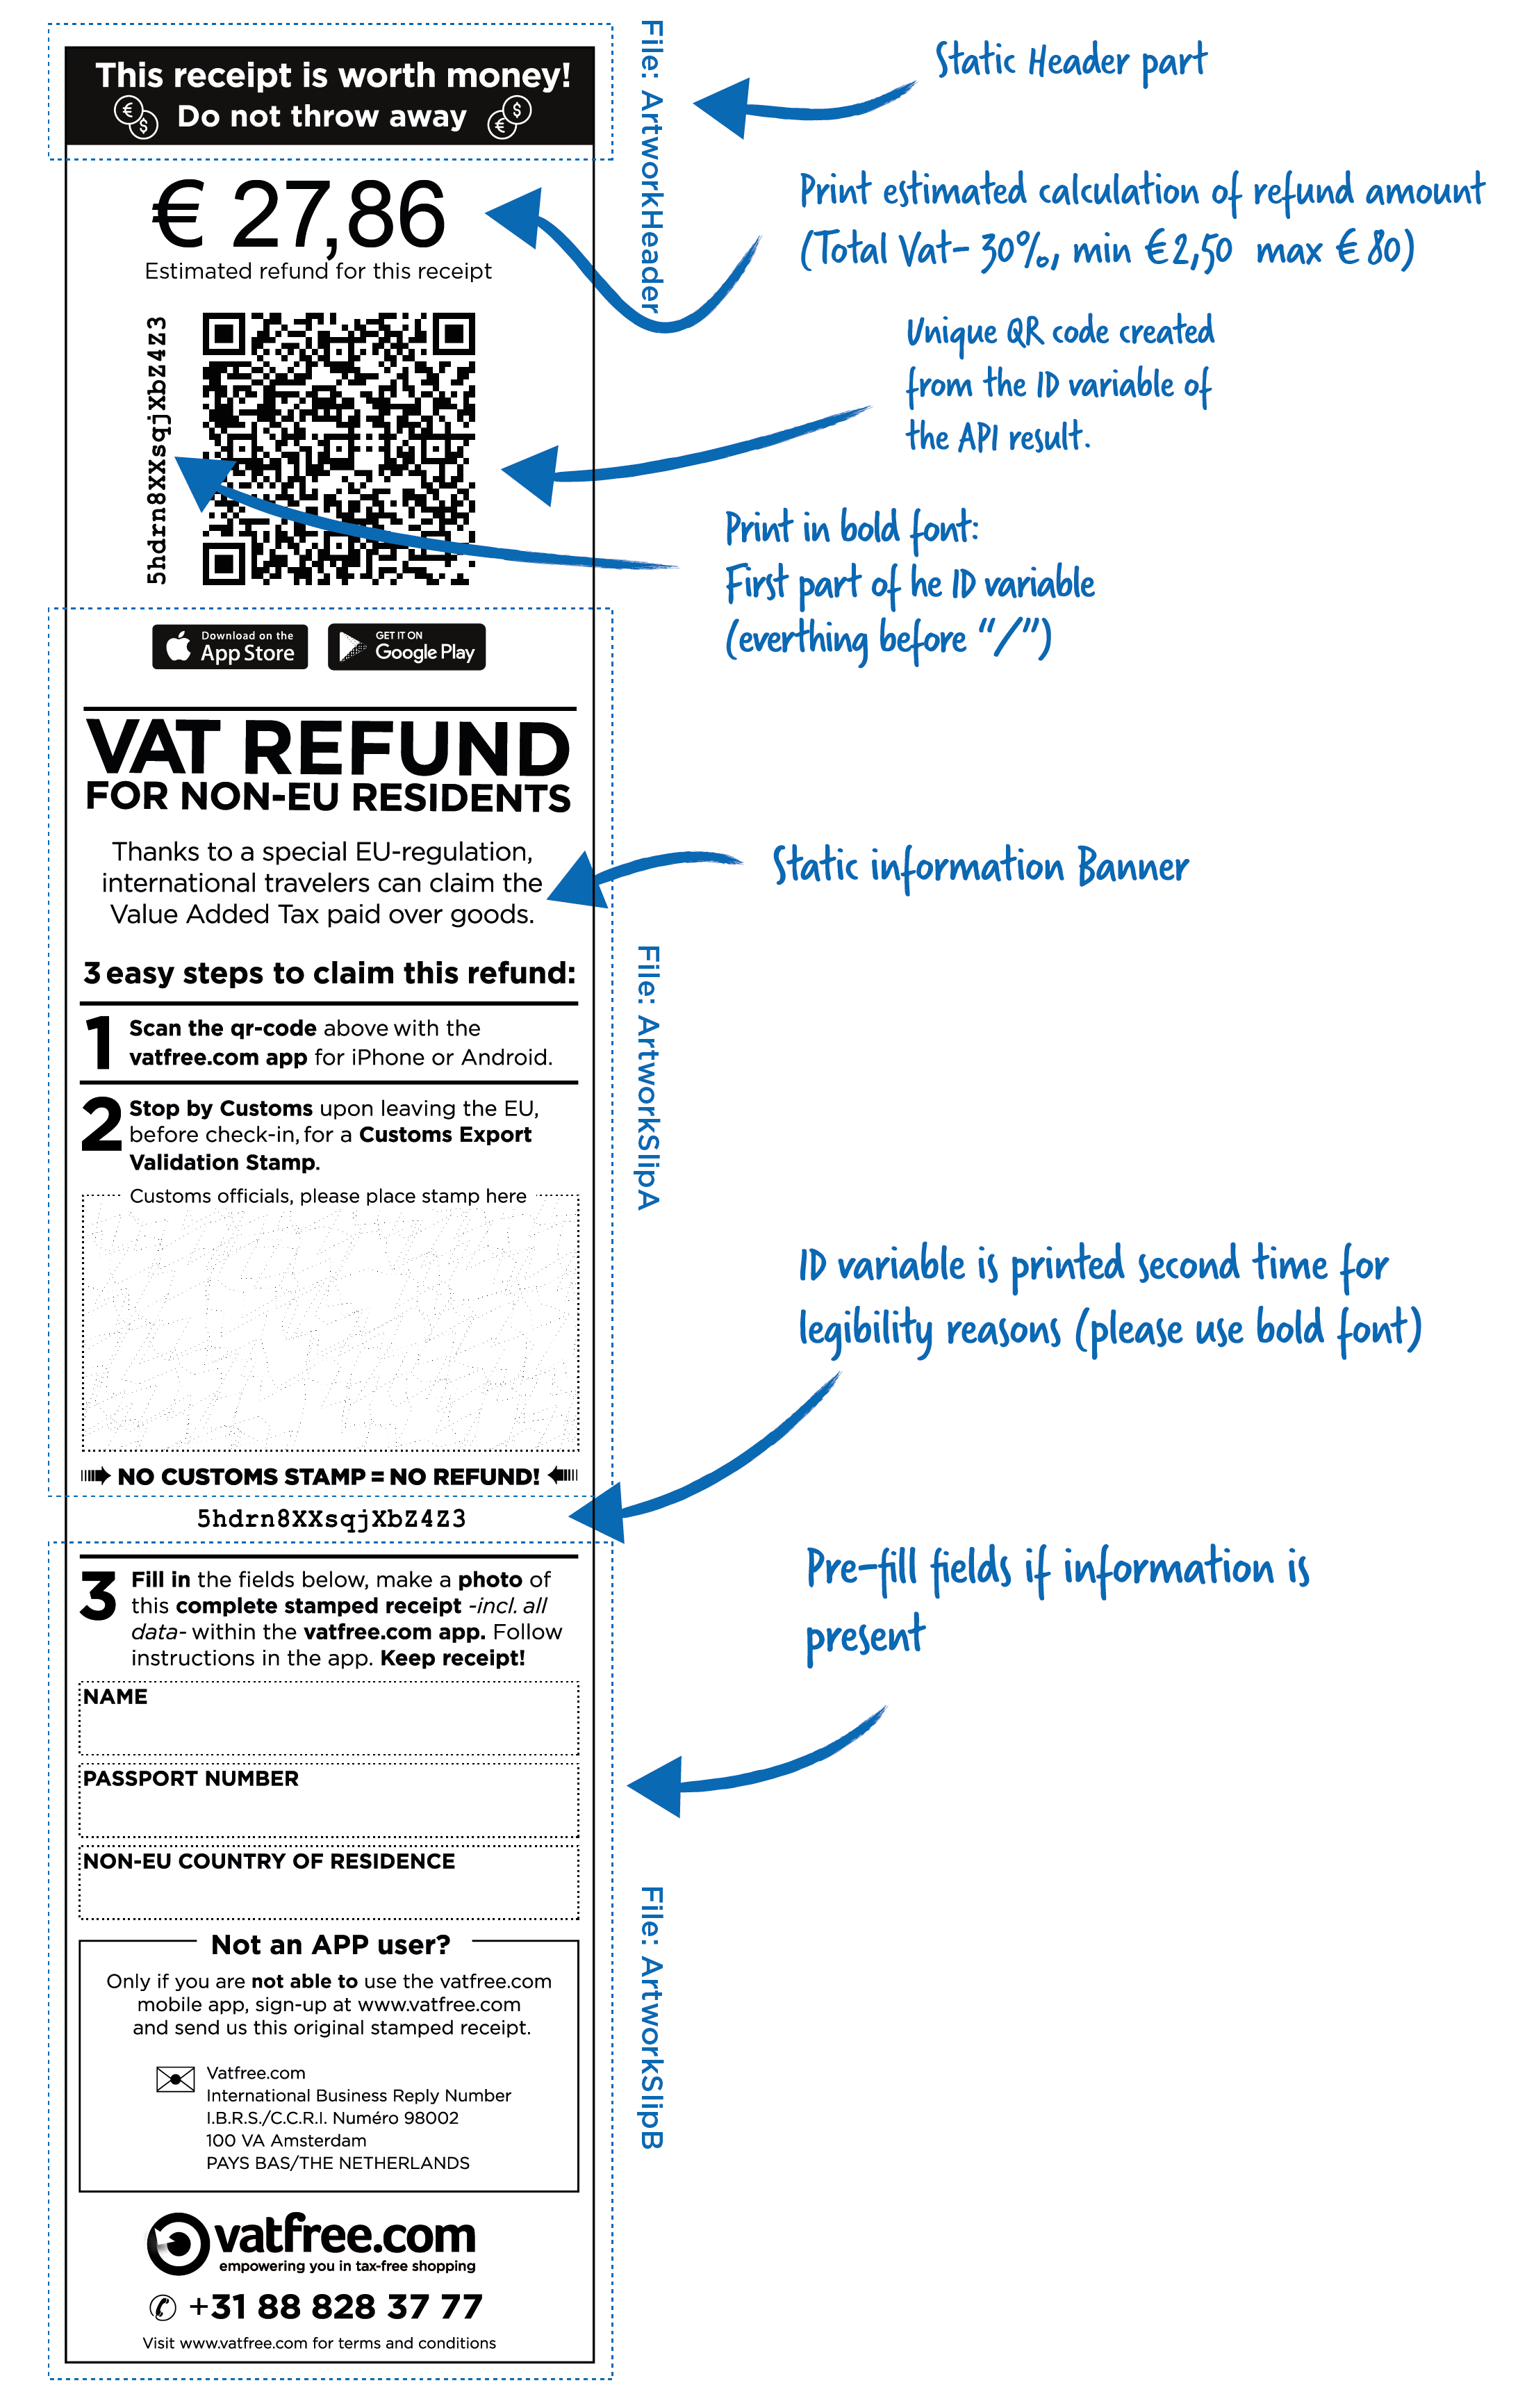 This receipt is worth money!
Do not throw away
File: ArtworkHeader
Static Header part
€ 27,86
Estimated refund for this receipt
Print estimated calculation of refund amount
(Total Vat- 30%, min €2,50 max €80)
5hdrn8XXsqjXbZ4Z3
Unique QR code created
from the ID variable of
the API result.
Print in bold font:
First part of he ID variable
(everthing before “/”)
Download on the
App Store
GET IT ON
Google Play
VAT REFUND
FOR NON-EU RESIDENTS
Thanks to a special EU-regulation,
international travelers can claim the
Value Added Tax paid over goods.
Static information Banner
File: ArtworkSlipA
3 easy steps to claim this refund:
1 Scan the qr-code above with the
vatfree.com app for iPhone or Android.
2 Stop by Customs upon leaving the EU,
before check-in, for a Customs Export
Validation Stamp.
Customs officials, please place stamp here
NO CUSTOMS STAMP = NO REFUND!
ID variable is printed second time for
legibility reasons (please use bold font)
5hdrn8XXsqjXbZ4Z3
3 Fill in the fields below, make a photo of
this complete stamped receipt -incl. all
data- within the vatfree.com app. Follow
instructions in the app. Keep receipt!
Pre-fill fields if information is
present
NAME
PASSPORT NUMBER
NON-EU COUNTRY OF RESIDENCE
File: ArtworkSlipB
Not an APP user?
Only if you are not able to use the vatfree.com
mobile app, sign-up at www.vatfree.com
and send us this original stamped receipt.
Vatfree.com
International Business Reply Number
I.B.R.S./C.C.R.I. Numéro 98002
100 VA Amsterdam
PAYS BAS/THE NETHERLANDS
vatfree.com
empowering you in tax-free shopping
✆ +31 88 828 37 77
Visit www.vatfree.com for terms and conditions